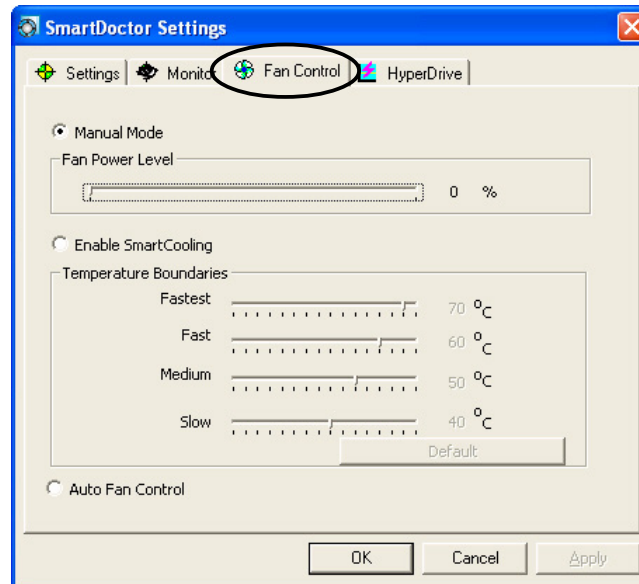 SmartDoctor Settings
Settings Monitor Fan Control HyperDrive
Manual Mode
Fan Power Level
0 %
Enable SmartCooling
Temperature Boundaries
Fastest 70 °C
Fast 60 °C
Medium 50 °C
Slow 40 °C
Default
Auto Fan Control
OK Cancel Apply